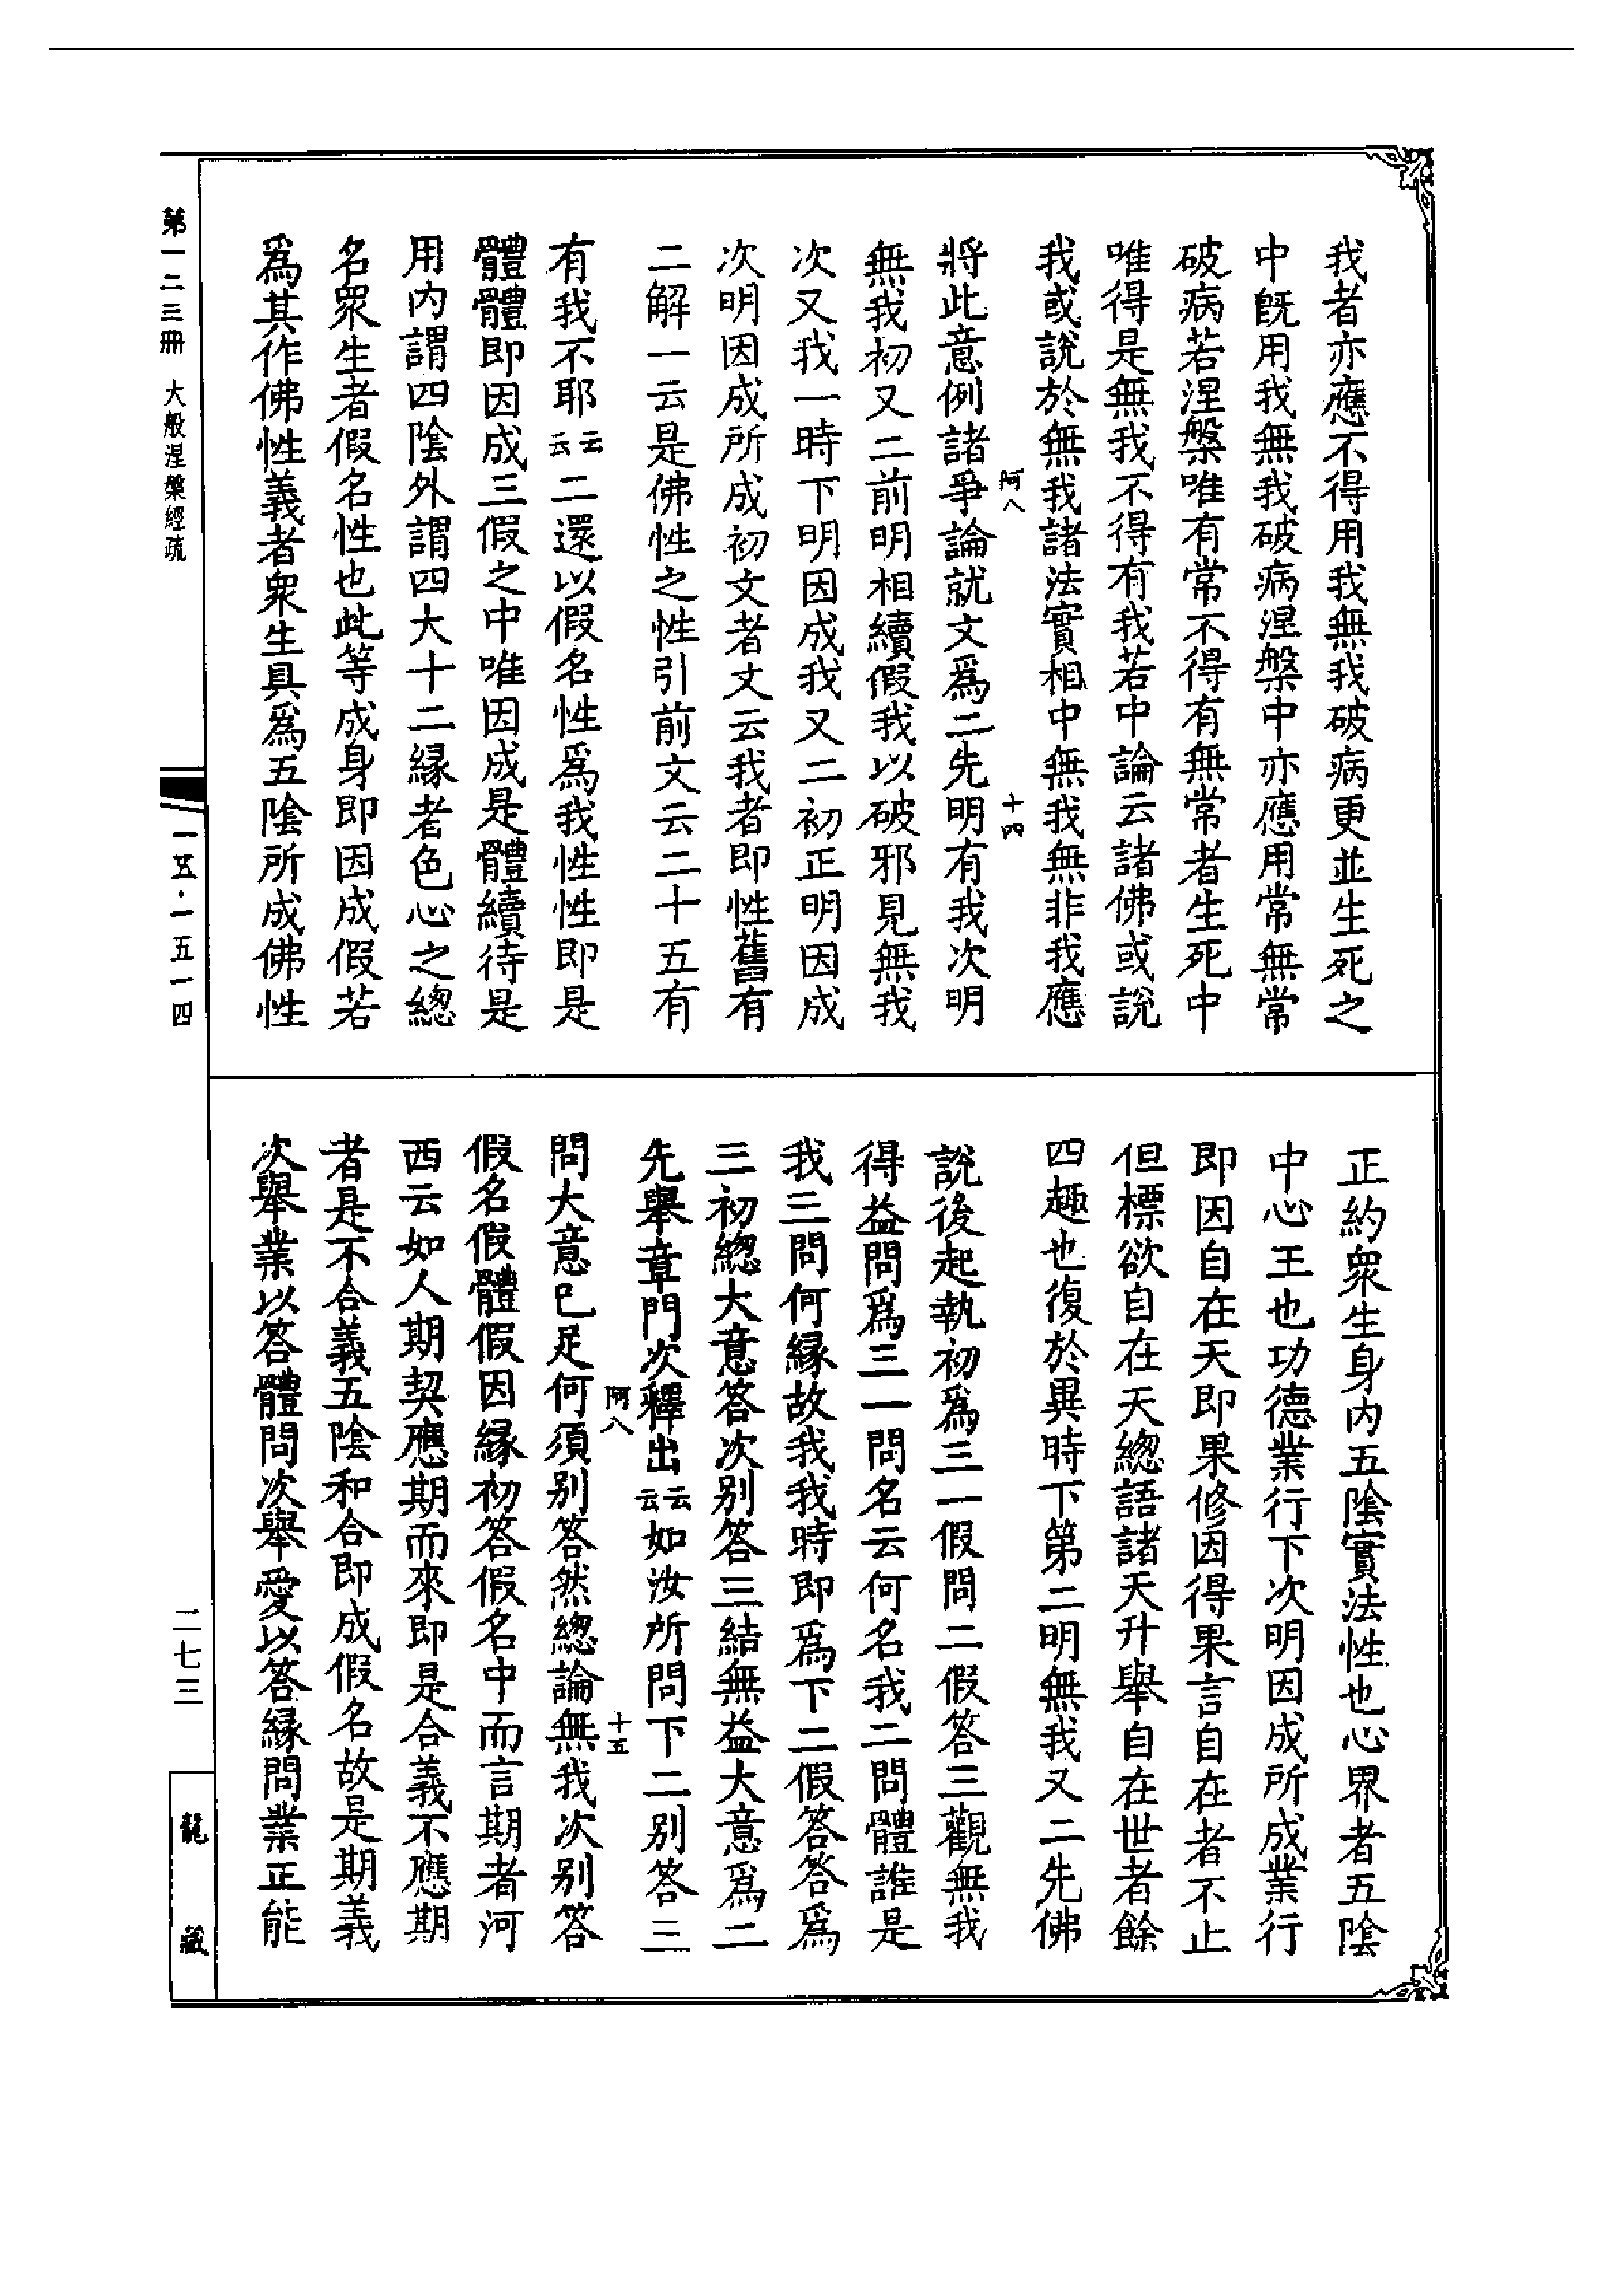 我者亦應不得用我無我破病更並生死之
中旣用我無我破病涅槃中亦應用常無常
破病若涅槃唯有常不得有無常者生死中
唯得是無我不得有我若中論云諸佛或說
我或說於無我諸法實相中無我無非我應
阿八 十四
將此意例諸爭論就文爲二先明有我次明
無我初又二前明相續假我以破邪見無我
次又我一時下明因成我又二初正明因成
次明因成所成初文者文云我者即性舊有
二解一云是佛性之性引前文云二十五有
有我不耶云云二還以假名性爲我性性即是
體體即因成三假之中唯因成是體續待是
用內謂四陰外謂四大十二緣者色心之總
名眾生者假名性也此等成身即因成假若
爲其作佛性義者眾生具爲五陰所成佛性
正約眾生身內五陰實法性也心界者五陰
中心王也功德業行下次明因成所成業行
即因自在天即果修因得果言自在者不止
但標欲自在天總語諸天升舉自在世者餘
四趣也復於異時下第二明無我又二先佛
說後起執初爲三一假問二假答三觀無我
得益問爲三一問名云何名我二問體誰是
我三問何緣故我我時即爲下二假答答爲
三初總大意答次別答三結無益大意爲二
先舉章門次釋出云云如汝所問下二別答三
阿八 十五
問大意已足何須別答然總論無我次別答
假名假體假因緣初答假名中而言期者河
西云如人期契應期而來即是合義不應期
者是不合義五陰和合即成假名故是期義
次舉業以答體問次舉愛以答緣問業正能
第一二三冊 大般涅槃經疏
一五·一五一四
二七三
龍藏